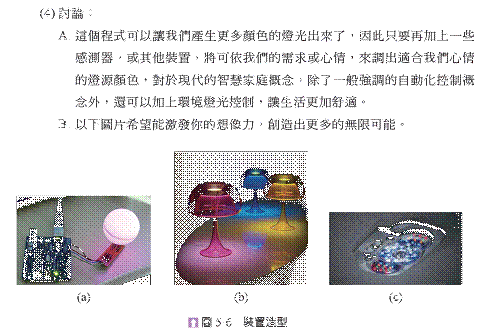 (4) 討論：
A. 這個程式可以讓我們產生更多顏色的燈光出來了，因此只要再加上一些
感測器，或其他裝置，將可依我們的需求或心情，來調出適合我們心情
的燈源顏色，對於現代的智慧家庭概念，除了一般強調的自動化控制概
念外，還可以加上環境燈光控制，讓生活更加舒適。
B. 以下圖片希望能激發你的想像力，創造出更多的無限可能。
(a)
(b)
(c)
圖 5-6 裝置造型